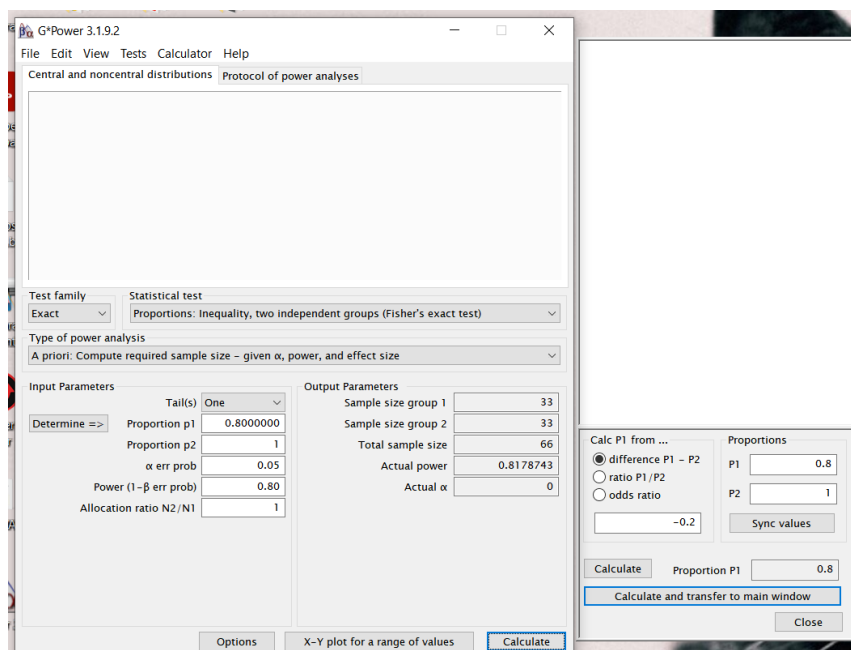 G*Power 3.1.9.2
File Edit View Tests Calculator Help
Central and noncentral distributions Protocol of power analyses
Test family
Exact
Statistical test
Proportions: Inequality, two independent groups (Fisher's exact test)
Type of power analysis
A priori: Compute required sample size - given α, power, and effect size
Input Parameters
Tail(s) One
Determine => Proportion p1 0.8000000
Proportion p2 1
α err prob 0.05
Power (1-β err prob) 0.80
Allocation ratio N2/N1 1
Output Parameters
Sample size group 1 33
Sample size group 2 33
Total sample size 66
Actual power 0.8178743
Actual α 0
Options X-Y plot for a range of values Calculate
Calc P1 from ...
difference P1 - P2
ratio P1/P2
odds ratio
-0.2
Proportions
P1 0.8
P2 1
Sync values
Calculate Proportion P1 0.8
Calculate and transfer to main window
Close